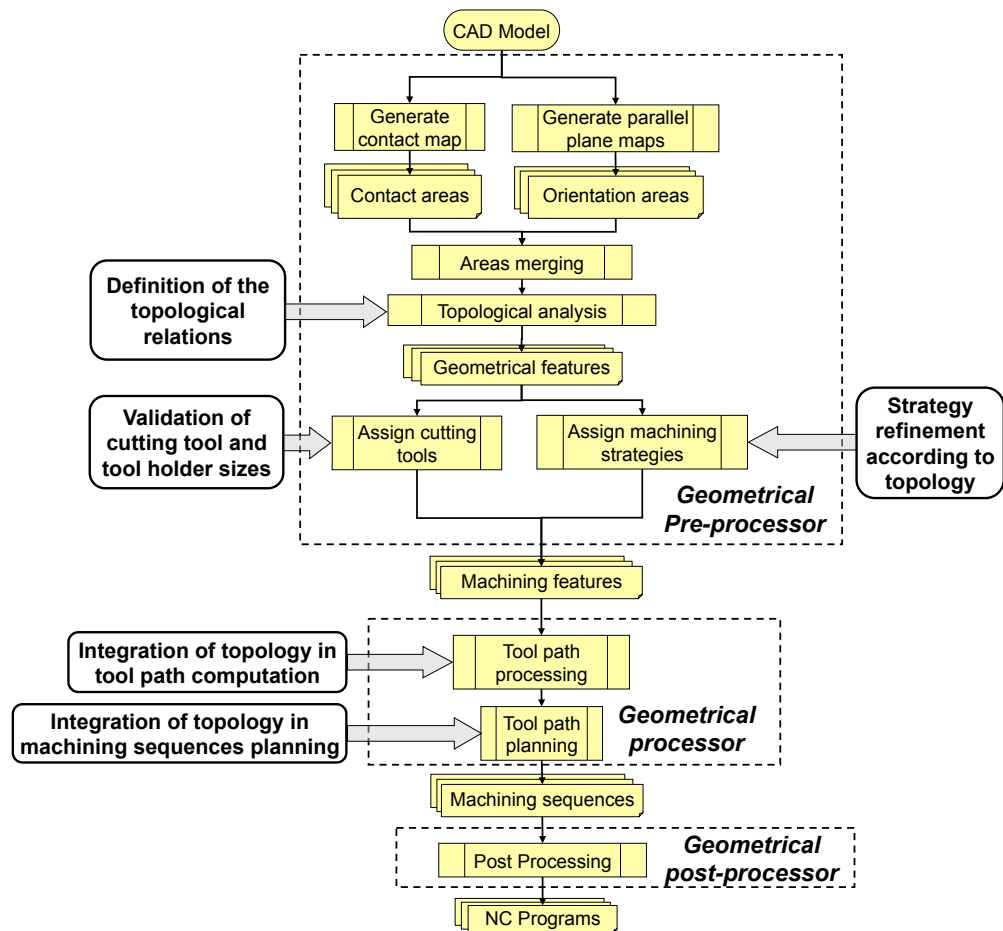 CAD Model
Generate
contact map
Generate parallel
plane maps
Contact areas
Orientation areas
Areas merging
Definition of the
topological
relations
Topological analysis
Geometrical features
Validation of
cutting tool and
tool holder sizes
Assign cutting
tools
Assign machining
strategies
Strategy
refinement
according to
topology
Geometrical
Pre-processor
Machining features
Integration of topology in
tool path computation
Tool path
processing
Integration of topology in
machining sequences planning
Tool path
planning
Geometrical
processor
Machining sequences
Geometrical
post-processor
Post Processing
NC Programs